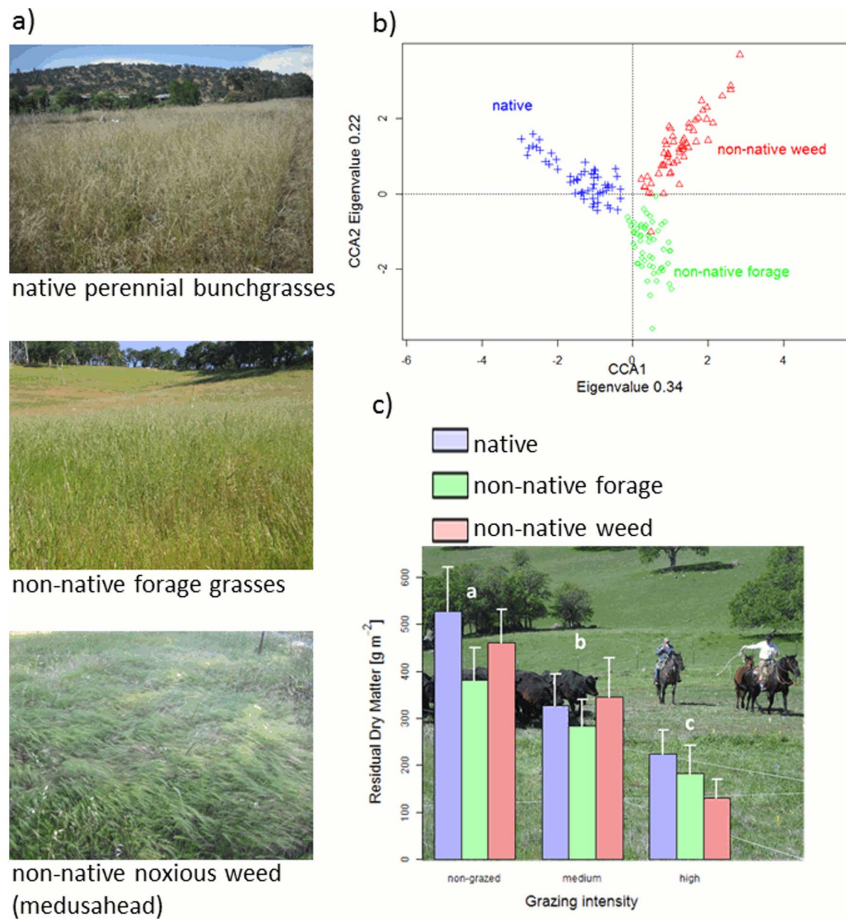 a)
native perennial bunchgrasses
non-native forage grasses
non-native noxious weed
(medusahead)
b)
native
non-native weed
non-native forage
CCA2 Eigenvalue 0.22
-2
0
2
-6
-4
-2
0
2
4
CCA1
Eigenvalue 0.34
c)
native
non-native forage
non-native weed
Residual Dry Matter [g m-2]
0
100
200
300
400
500
600
a
b
c
non-grazed
medium
high
Grazing intensity